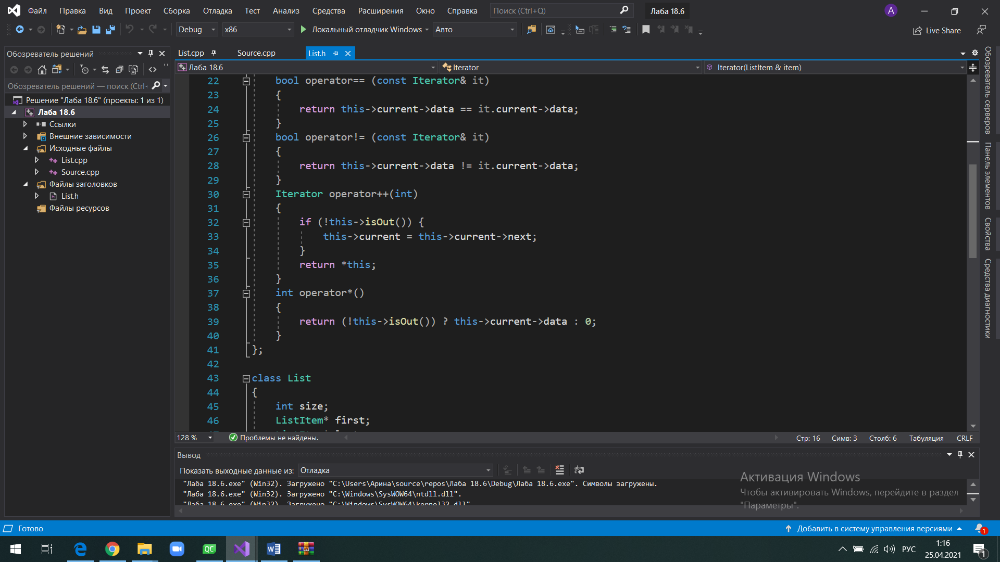 Файл Правка Вид Проект Сборка Отладка Тест Анализ Средства Расширения Окно Справка Поиск (Ctrl+Q) Лаба 18.6 A
Debug x86 Локальный отладчик Windows Авто Live Share
Обозреватель решений
Обозреватель решений — поиск (Ctrl+
Решение "Лаба 18.6" (проекты: 1 из 1)
Лаба 18.6
Ссылки
Внешние зависимости
Исходные файлы
List.cpp
Source.cpp
Файлы заголовков
List.h
Файлы ресурсов
List.cpp Source.cpp List.h
Лаба 18.6 Iterator Iterator(ListItem & item)
22 bool operator== (const Iterator& it)
23 {
24 return this->current->data == it.current->data;
25 }
26 bool operator!= (const Iterator& it)
27 {
28 return this->current->data != it.current->data;
29 }
30 Iterator operator++(int)
31 {
32 if (!this->isOut()) {
33 this->current = this->current->next;
34 }
35 return *this;
36 }
37 int operator*()
38 {
39 return (!this->isOut()) ? this->current->data : 0;
40 }
41 };
42
43 class List
44 {
45 int size;
46 ListItem* first;
128 % Проблемы не найдены. Стр: 16 Симв: 3 Столб: 6 Табуляция CRLF
Обозреватель серверов
Панель элементов
Свойства
Средства диагностики
Вывод
Показать выходные данные из: Отладка
"Лаба 18.6.exe" (Win32). Загружено "C:\Users\Арина\source\repos\Лаба 18.6\Debug\Лаба 18.6.exe". Символы загружены.
"Лаба 18.6.exe" (Win32). Загружено "C:\Windows\SysWOW64\ntdll.dll".
"Лаба 18.6.exe" (Win32). Загружено "C:\Windows\SysWOW64\kernel32.dll"
Активация Windows
Чтобы активировать Windows, перейдите в раздел
"Параметры".
Готово Добавить в систему управления версиями 1
QC РУС 1:16
25.04.2021 1